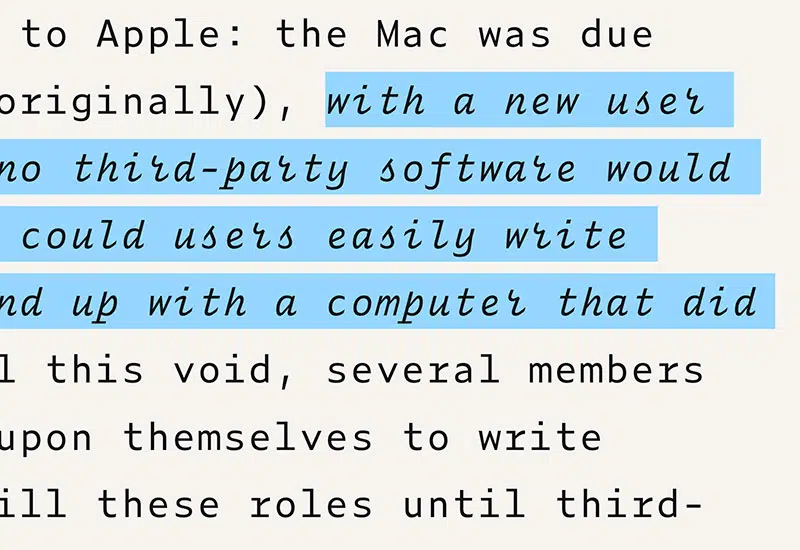 to Apple: the Mac was due
originally), with a new user
no third-party software would
could users easily write
nd up with a computer that did
l this void, several members
upon themselves to write
ill these roles until third-